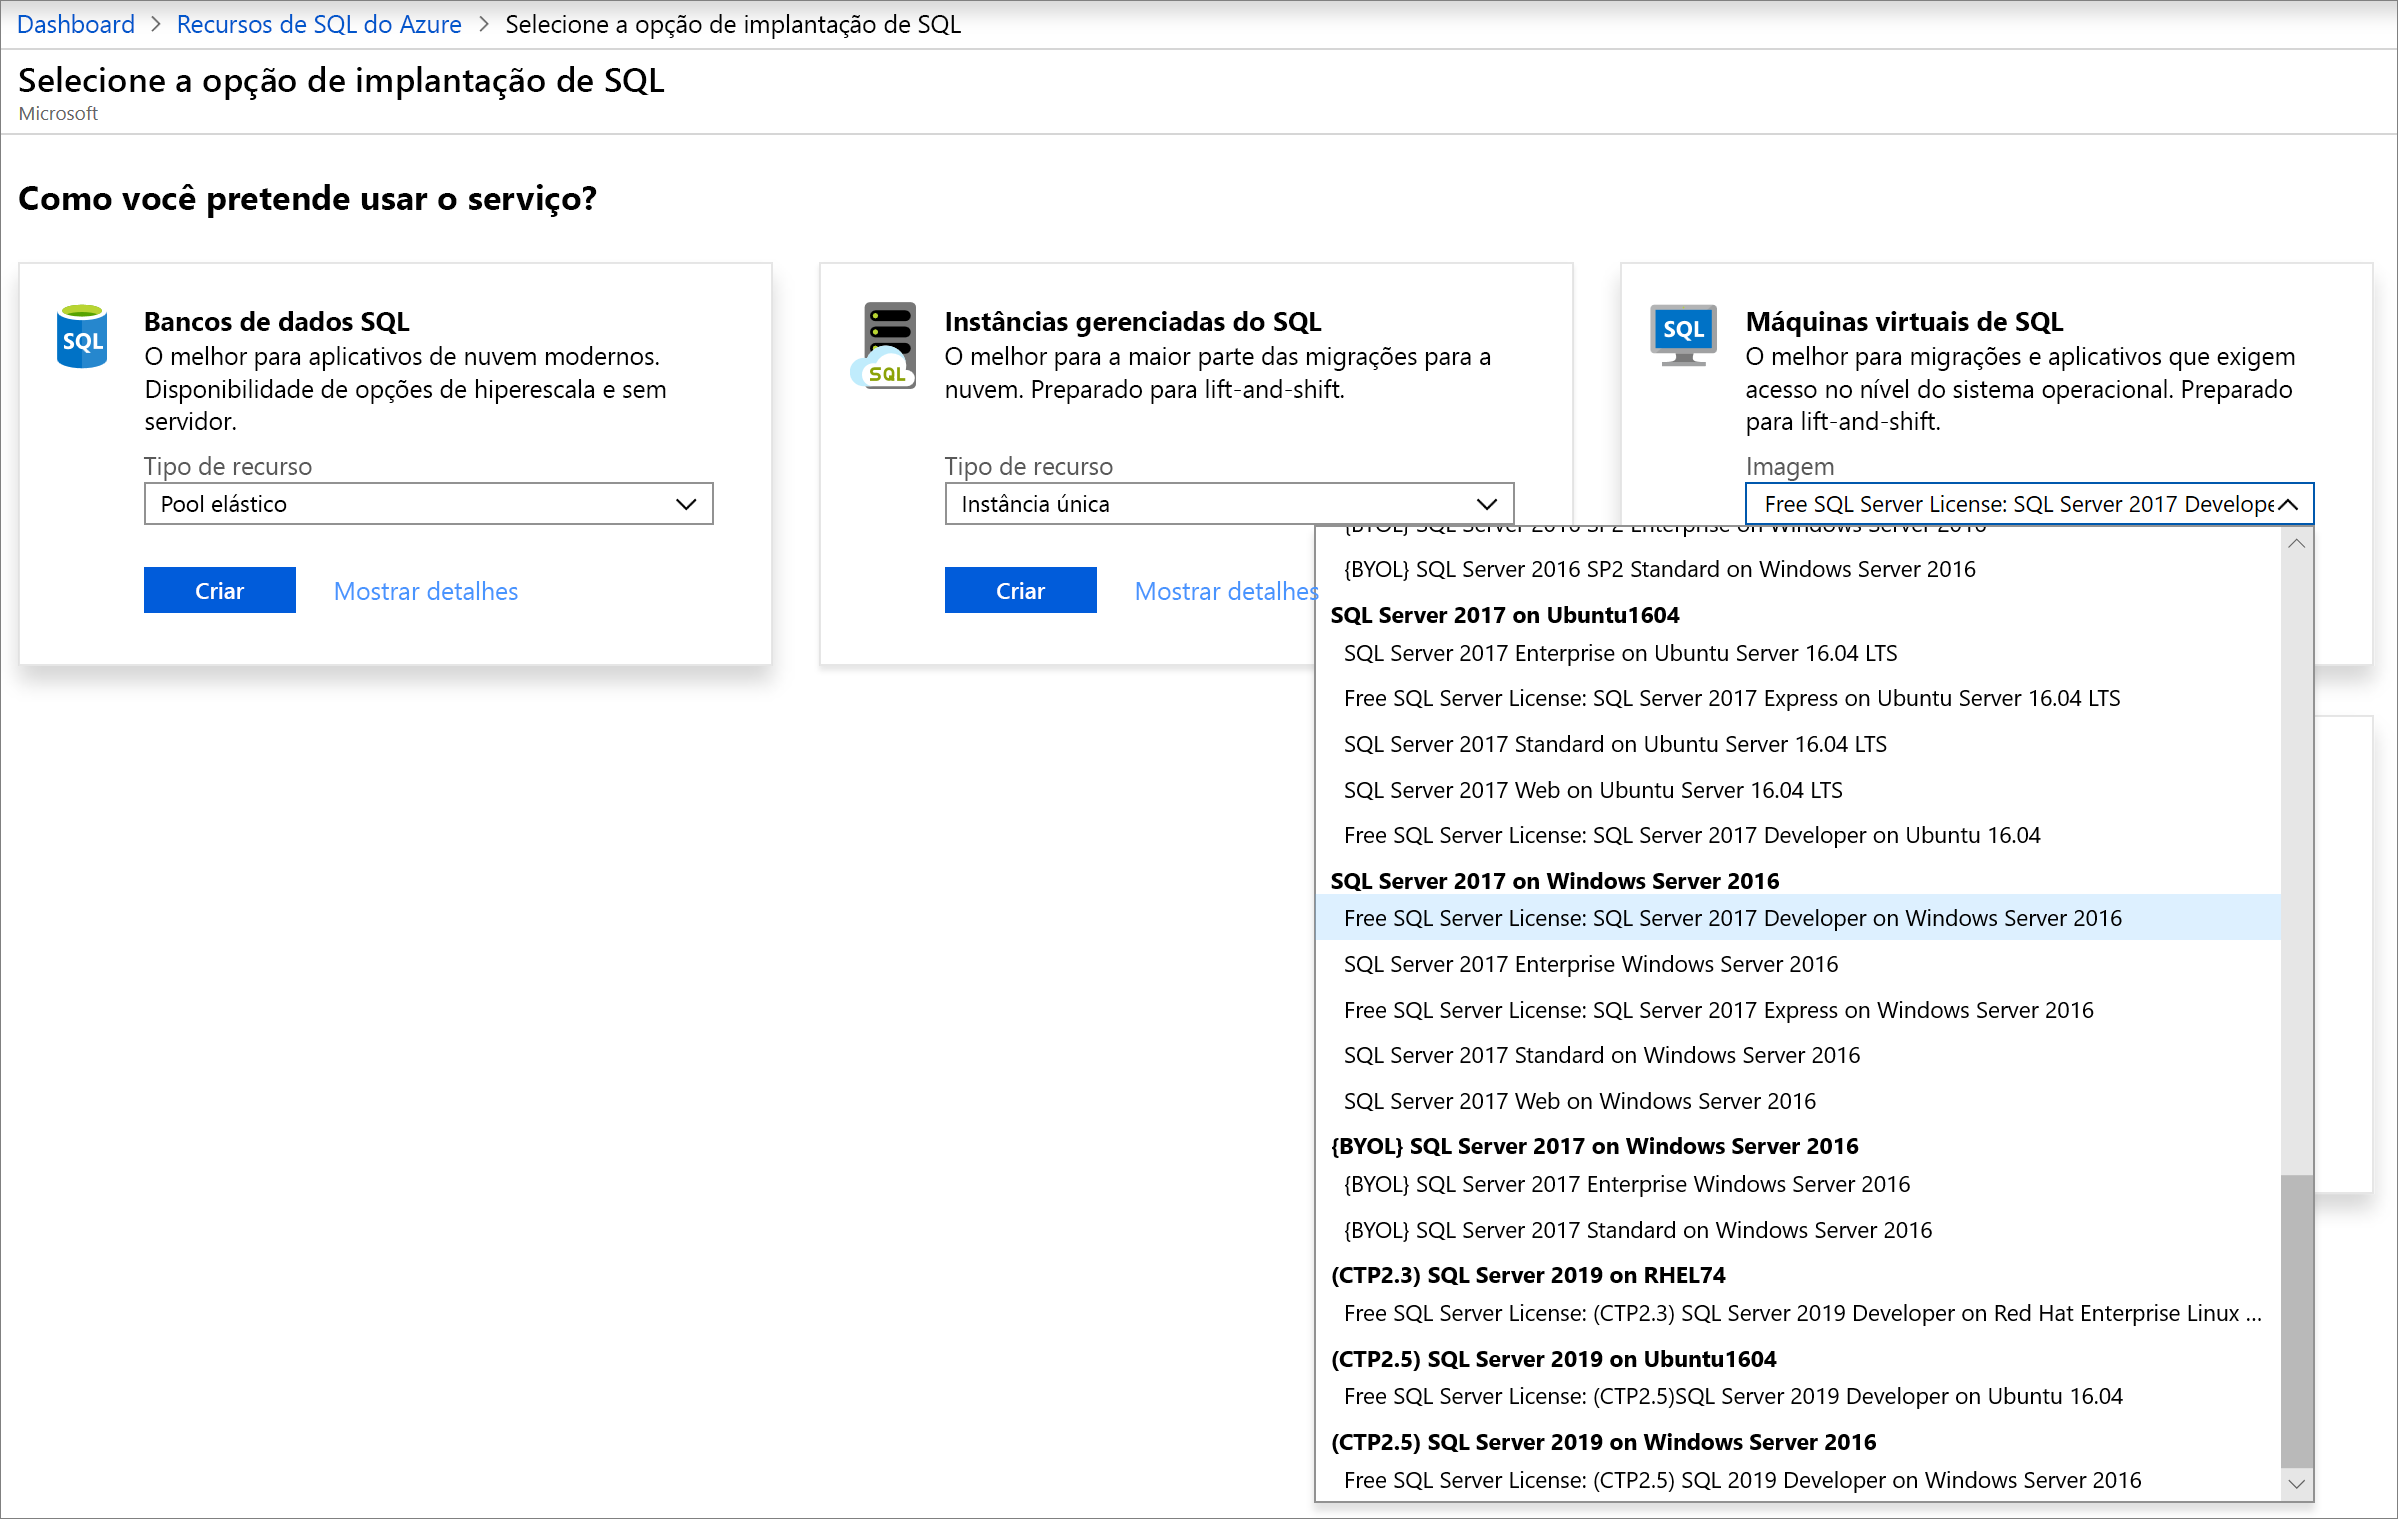 Dashboard > Recursos de SQL do Azure > Selecione a opção de implantação de SQL
Selecione a opção de implantação de SQL
Microsoft
Como você pretende usar o serviço?
SQL
Bancos de dados SQL
O melhor para aplicativos de nuvem modernos.
Disponibilidade de opções de hiperescala e sem
servidor.
Tipo de recurso
Pool elástico
Criar
Mostrar detalhes
SQL
Instâncias gerenciadas do SQL
O melhor para a maior parte das migrações para a
nuvem. Preparado para lift-and-shift.
Tipo de recurso
Instância única
Criar
Mostrar detalhes
SQL
Máquinas virtuais de SQL
O melhor para migrações e aplicativos que exigem
acesso no nível do sistema operacional. Preparado
para lift-and-shift.
Imagem
Free SQL Server License: SQL Server 2017 Develope
{BYOL} SQL Server 2016 SP2 Enterprise on Windows Server 2016
{BYOL} SQL Server 2016 SP2 Standard on Windows Server 2016
SQL Server 2017 on Ubuntu1604
SQL Server 2017 Enterprise on Ubuntu Server 16.04 LTS
Free SQL Server License: SQL Server 2017 Express on Ubuntu Server 16.04 LTS
SQL Server 2017 Standard on Ubuntu Server 16.04 LTS
SQL Server 2017 Web on Ubuntu Server 16.04 LTS
Free SQL Server License: SQL Server 2017 Developer on Ubuntu 16.04
SQL Server 2017 on Windows Server 2016
Free SQL Server License: SQL Server 2017 Developer on Windows Server 2016
SQL Server 2017 Enterprise Windows Server 2016
Free SQL Server License: SQL Server 2017 Express on Windows Server 2016
SQL Server 2017 Standard on Windows Server 2016
SQL Server 2017 Web on Windows Server 2016
{BYOL} SQL Server 2017 on Windows Server 2016
{BYOL} SQL Server 2017 Enterprise Windows Server 2016
{BYOL} SQL Server 2017 Standard on Windows Server 2016
(CTP2.3) SQL Server 2019 on RHEL74
Free SQL Server License: (CTP2.3) SQL Server 2019 Developer on Red Hat Enterprise Linux ...
(CTP2.5) SQL Server 2019 on Ubuntu1604
Free SQL Server License: (CTP2.5)SQL Server 2019 Developer on Ubuntu 16.04
(CTP2.5) SQL Server 2019 on Windows Server 2016
Free SQL Server License: (CTP2.5) SQL 2019 Developer on Windows Server 2016